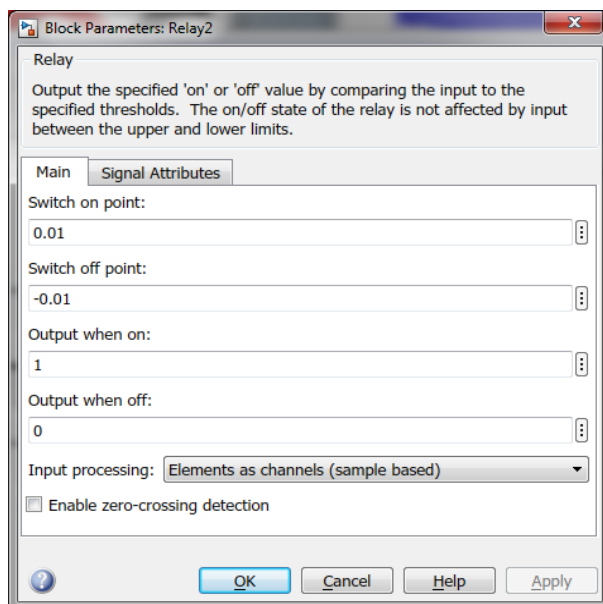 Block Parameters: Relay2
Relay
Output the specified 'on' or 'off' value by comparing the input to the
specified thresholds.  The on/off state of the relay is not affected by input
between the upper and lower limits.
Main
Signal Attributes
Switch on point:
0.01
Switch off point:
-0.01
Output when on:
1
Output when off:
0
Input processing: Elements as channels (sample based)
Enable zero-crossing detection
OK
Cancel
Help
Apply